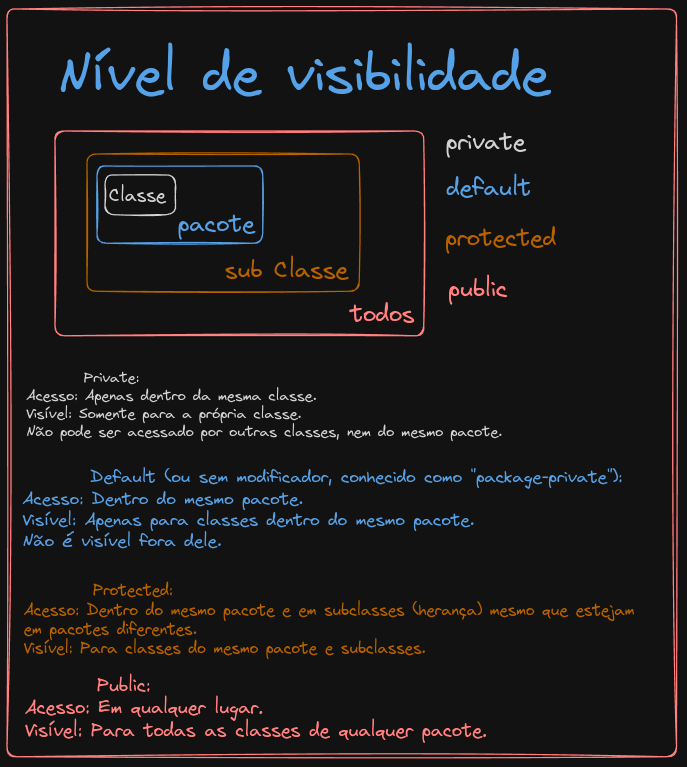 Nível de visibilidade
Classe
pacote
sub Classe
todos
private
default
protected
public
Private:
Acesso: Apenas dentro da mesma classe.
Visível: Somente para a própria classe.
Não pode ser acessado por outras classes, nem do mesmo pacote.
Default (ou sem modificador, conhecido como "package-private"):
Acesso: Dentro do mesmo pacote.
Visível: Apenas para classes dentro do mesmo pacote.
Não é visível fora dele.
Protected:
Acesso: Dentro do mesmo pacote e em subclasses (herança) mesmo que estejam
em pacotes diferentes.
Visível: Para classes do mesmo pacote e subclasses.
Public:
Acesso: Em qualquer lugar.
Visível: Para todas as classes de qualquer pacote.